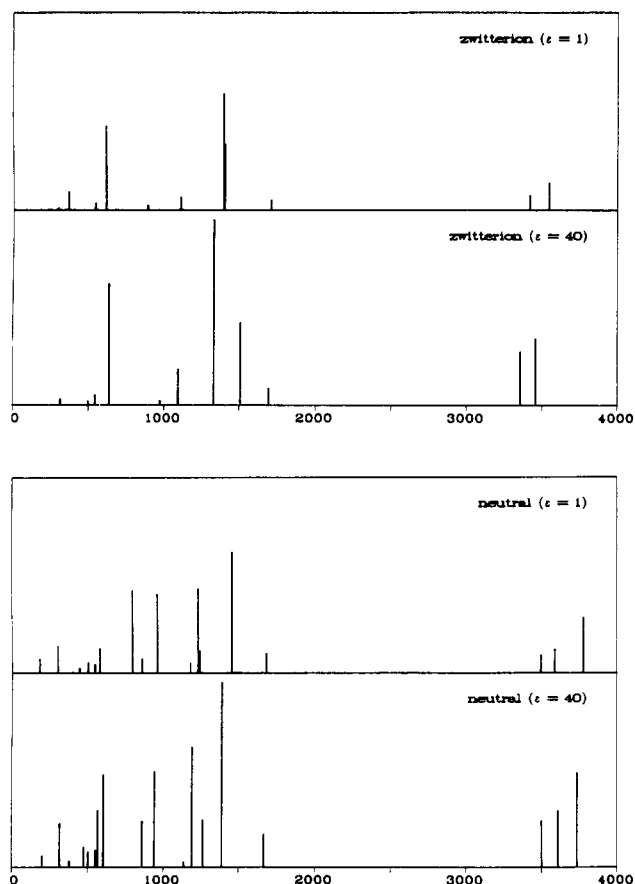 zwitterion (ε = 1)
zwitterion (ε = 40)
0 1000 2000 3000 4000
neutral (ε = 1)
neutral (ε = 40)
0 1000 2000 3000 4000